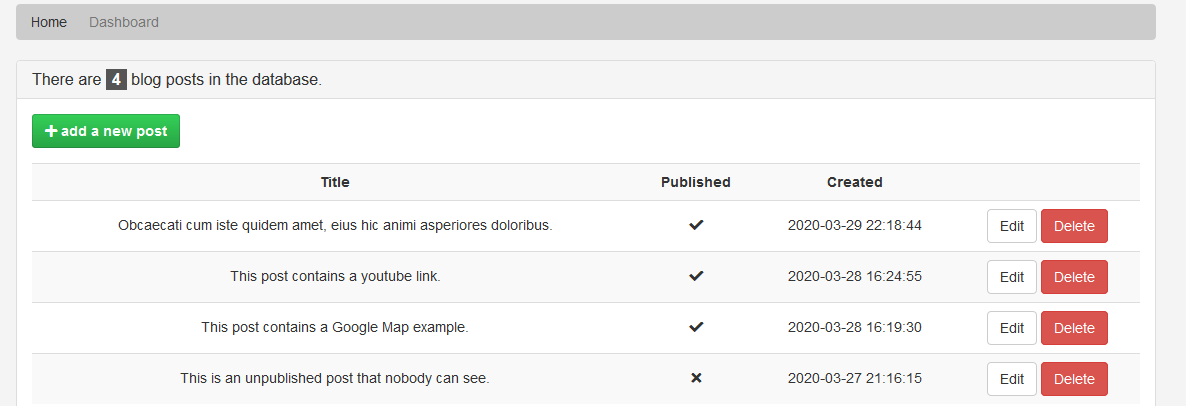 Home Dashboard
There are 4 blog posts in the database.
add a new post
Title Published Created
Obcaecati cum iste quidem amet, eius hic animi asperiores doloribus. 2020-03-29 22:18:44 Edit Delete
This post contains a youtube link. 2020-03-28 16:24:55 Edit Delete
This post contains a Google Map example. 2020-03-28 16:19:30 Edit Delete
This is an unpublished post that nobody can see. 2020-03-27 21:16:15 Edit Delete